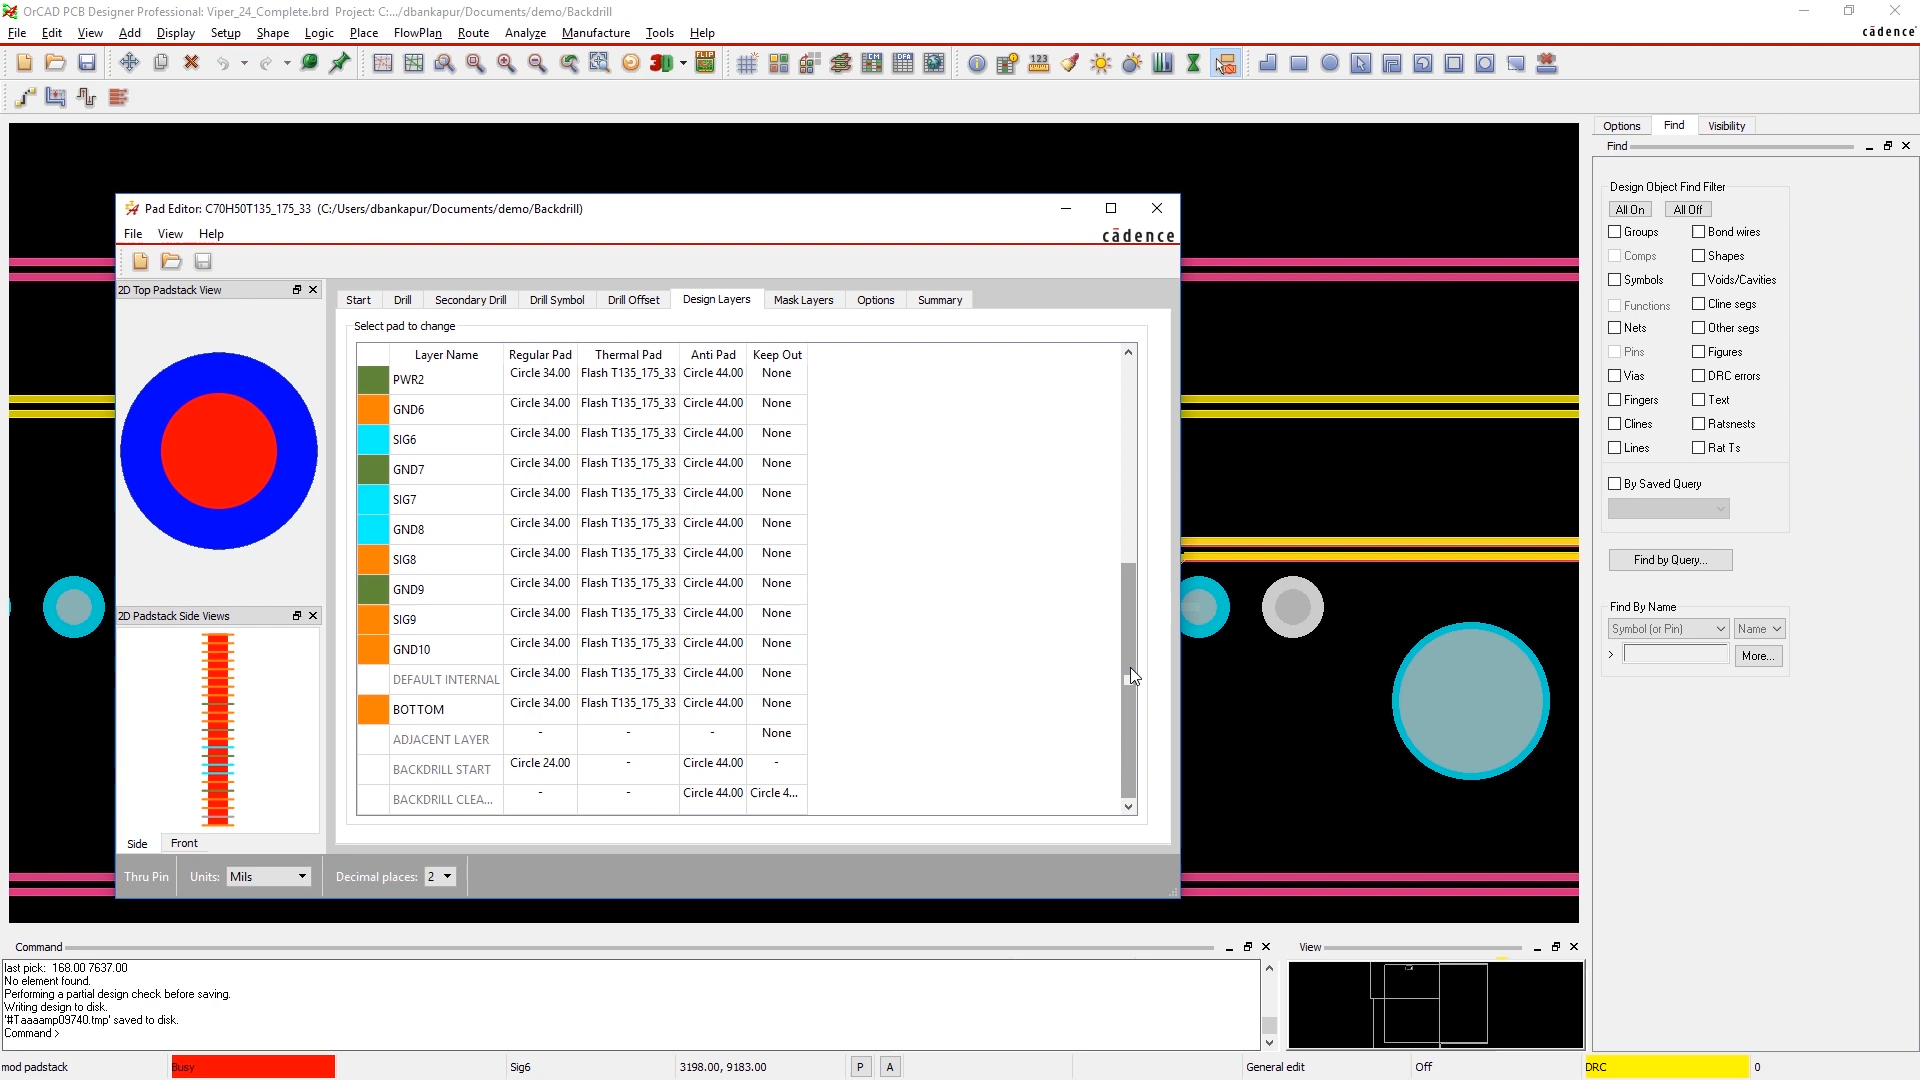 OrCAD PCB Designer Professional: Viper_24_Complete.brd Project: C:.../dbankapur/Documents/demo/Backdrill
File Edit View Add Display Setup Shape Logic Place FlowPlan Route Analyze Manufacture Tools Help
cādence
3D
FLIP
CM
DFA
123
Options Find Visibility
Find
Design Object Find Filter
All On All Off
Groups Bond wires
Comps Shapes
Symbols Voids/Cavities
Functions Cline segs
Nets Other segs
Pins Figures
Vias DRC errors
Fingers Text
Clines Ratsnests
Lines Rat Ts
By Saved Query
Find by Query...
Find By Name
Symbol (or Pin) Name
> More...
Pad Editor: C70H50T135_175_33 (C:/Users/dbankapur/Documents/demo/Backdrill)
File View Help
cādence
2D Top Padstack View
2D Padstack Side Views
Side Front
Start Drill Secondary Drill Drill Symbol Drill Offset Design Layers Mask Layers Options Summary
Select pad to change
Layer Name Regular Pad Thermal Pad Anti Pad Keep Out
PWR2 Circle 34.00 Flash T135_175_33 Circle 44.00 None
GND6 Circle 34.00 Flash T135_175_33 Circle 44.00 None
SIG6 Circle 34.00 Flash T135_175_33 Circle 44.00 None
GND7 Circle 34.00 Flash T135_175_33 Circle 44.00 None
SIG7 Circle 34.00 Flash T135_175_33 Circle 44.00 None
GND8 Circle 34.00 Flash T135_175_33 Circle 44.00 None
SIG8 Circle 34.00 Flash T135_175_33 Circle 44.00 None
GND9 Circle 34.00 Flash T135_175_33 Circle 44.00 None
SIG9 Circle 34.00 Flash T135_175_33 Circle 44.00 None
GND10 Circle 34.00 Flash T135_175_33 Circle 44.00 None
DEFAULT INTERNAL Circle 34.00 Flash T135_175_33 Circle 44.00 None
BOTTOM Circle 34.00 Flash T135_175_33 Circle 44.00 None
ADJACENT LAYER - - - None
BACKDRILL START Circle 24.00 - Circle 44.00 -
BACKDRILL CLEA... - - Circle 44.00 Circle 4...
Thru Pin Units: Mils Decimal places: 2
Command
last pick: 168.00 7637.00
No element found.
Performing a partial design check before saving.
Writing design to disk.
'#Taaaamp09740.tmp' saved to disk.
Command >
View
mod padstack Busy Sig6 3198.00, 9183.00 P A General edit Off DRC 0